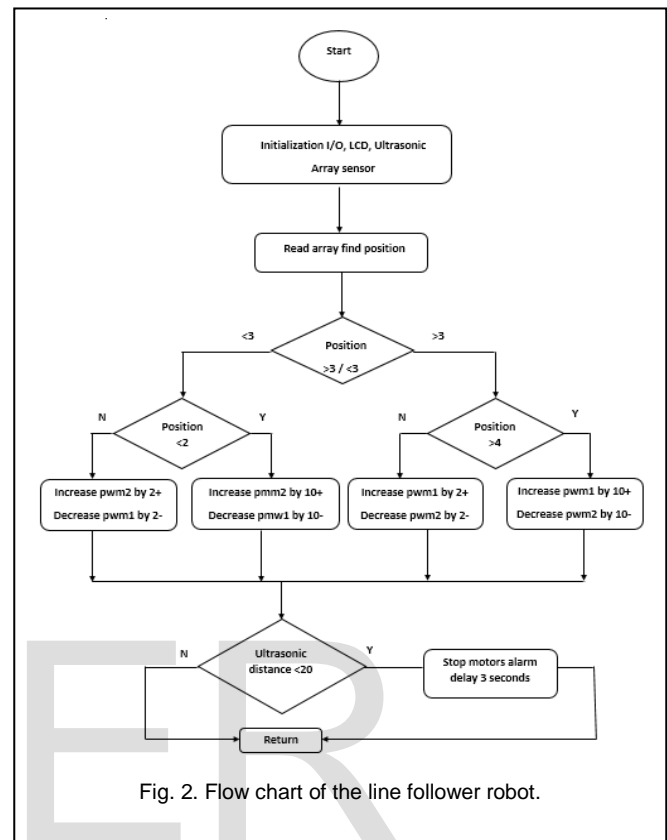 Start
Initialization I/O, LCD, Ultrasonic
Array sensor
Read array find position
<3
>3
Position
>3 / <3
N
Position
<2
Y
N
Position
>4
Y
Increase pwm2 by 2+
Decrease pwm1 by 2-
Increase pmm2 by 10+
Decrease pmw1 by 10-
Increase pwm1 by 2+
Decrease pwm2 by 2-
Increase pwm1 by 10+
Decrease pwm2 by 10-
N
Ultrasonic
distance <20
Y
Stop motors alarm
delay 3 seconds
Return
ER
Fig. 2. Flow chart of the line follower robot.